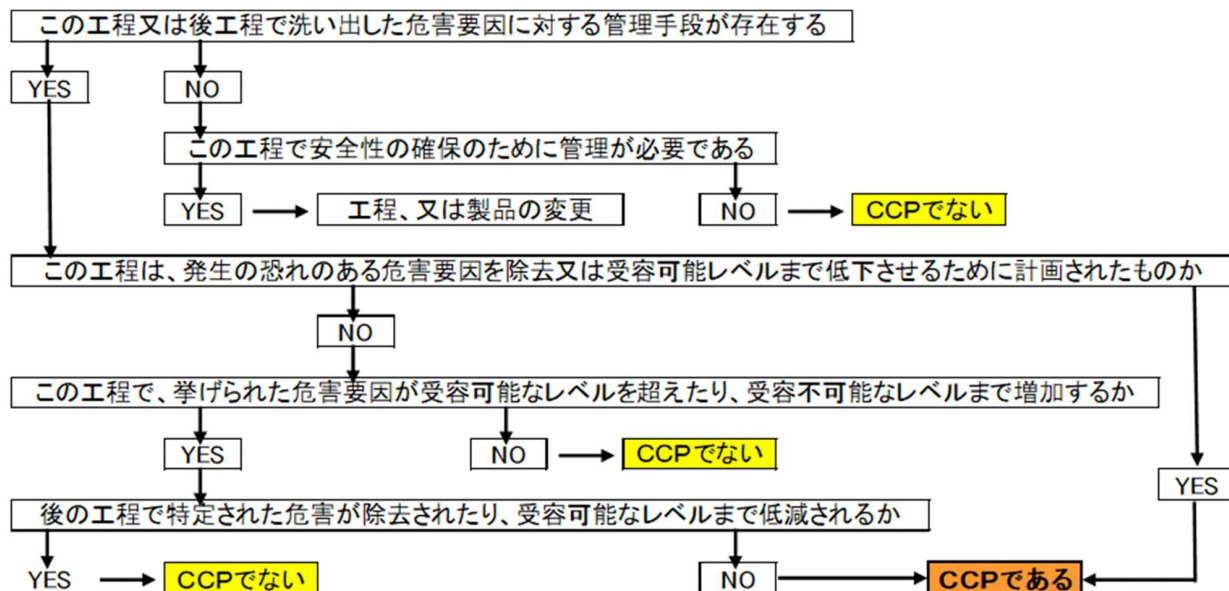 この工程又は後工程で洗い出した危害要因に対する管理手段が存在する
YES
NO
この工程で安全性の確保のために管理が必要である
YES
工程、又は製品の変更
NO
CCPでない
この工程は、発生の恐れのある危害要因を除去又は受容可能レベルまで低下させるために計画されたものか
NO
この工程で、挙げられた危害要因が受容可能なレベルを超えたり、受容不可能なレベルまで増加するか
YES
NO
CCPでない
YES
後の工程で特定された危害が除去されたり、受容可能なレベルまで低減されるか
YES
CCPでない
NO
CCPである